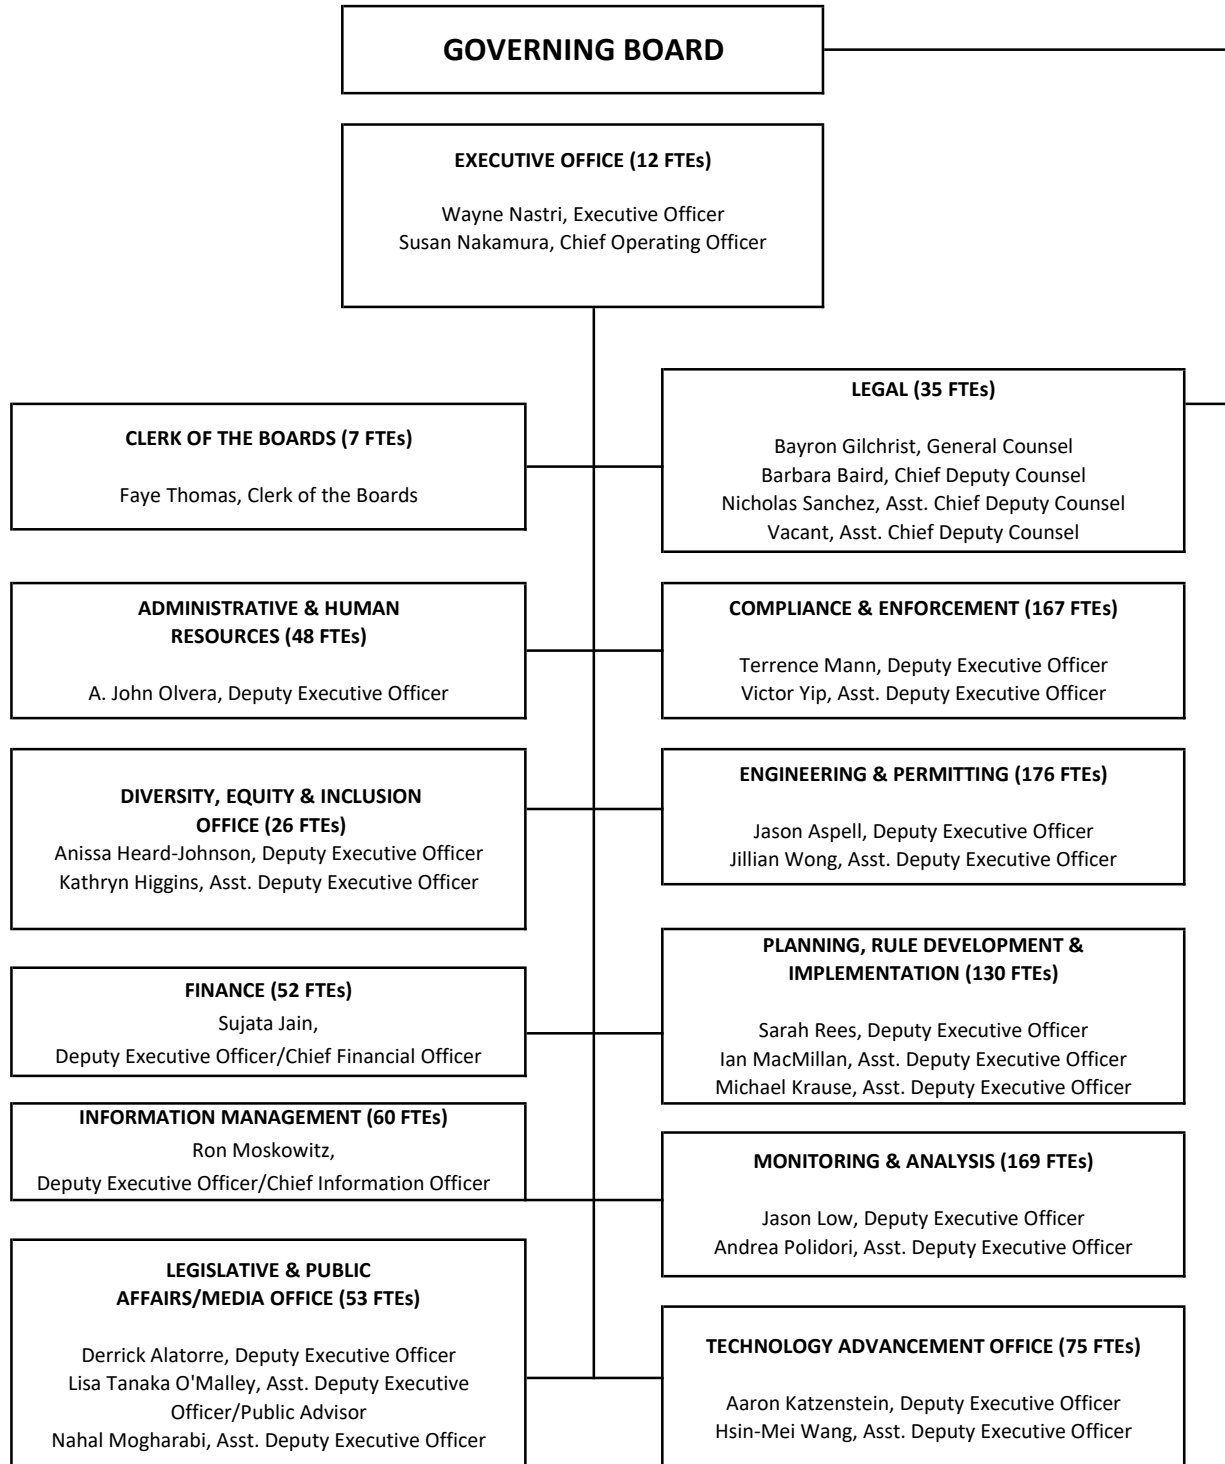 GOVERNING BOARD
EXECUTIVE OFFICE (12 FTEs)
Wayne Nastri, Executive Officer
Susan Nakamura, Chief Operating Officer
CLERK OF THE BOARDS (7 FTEs)
Faye Thomas, Clerk of the Boards
LEGAL (35 FTEs)
Bayron Gilchrist, General Counsel
Barbara Baird, Chief Deputy Counsel
Nicholas Sanchez, Asst. Chief Deputy Counsel
Vacant, Asst. Chief Deputy Counsel
ADMINISTRATIVE & HUMAN
RESOURCES (48 FTEs)
A. John Olvera, Deputy Executive Officer
COMPLIANCE & ENFORCEMENT (167 FTEs)
Terrence Mann, Deputy Executive Officer
Victor Yip, Asst. Deputy Executive Officer
DIVERSITY, EQUITY & INCLUSION
OFFICE (26 FTEs)
Anissa Heard-Johnson, Deputy Executive Officer
Kathryn Higgins, Asst. Deputy Executive Officer
ENGINEERING & PERMITTING (176 FTEs)
Jason Aspell, Deputy Executive Officer
Jillian Wong, Asst. Deputy Executive Officer
FINANCE (52 FTEs)
Sujata Jain,
Deputy Executive Officer/Chief Financial Officer
PLANNING, RULE DEVELOPMENT &
IMPLEMENTATION (130 FTEs)
Sarah Rees, Deputy Executive Officer
Ian MacMillan, Asst. Deputy Executive Officer
Michael Krause, Asst. Deputy Executive Officer
INFORMATION MANAGEMENT (60 FTEs)
Ron Moskowitz,
Deputy Executive Officer/Chief Information Officer
MONITORING & ANALYSIS (169 FTEs)
Jason Low, Deputy Executive Officer
Andrea Polidori, Asst. Deputy Executive Officer
LEGISLATIVE & PUBLIC
AFFAIRS/MEDIA OFFICE (53 FTEs)
Derrick Alatorre, Deputy Executive Officer
Lisa Tanaka O'Malley, Asst. Deputy Executive
Officer/Public Advisor
Nahal Mogharabi, Asst. Deputy Executive Officer
TECHNOLOGY ADVANCEMENT OFFICE (75 FTEs)
Aaron Katzenstein, Deputy Executive Officer
Hsin-Mei Wang, Asst. Deputy Executive Officer